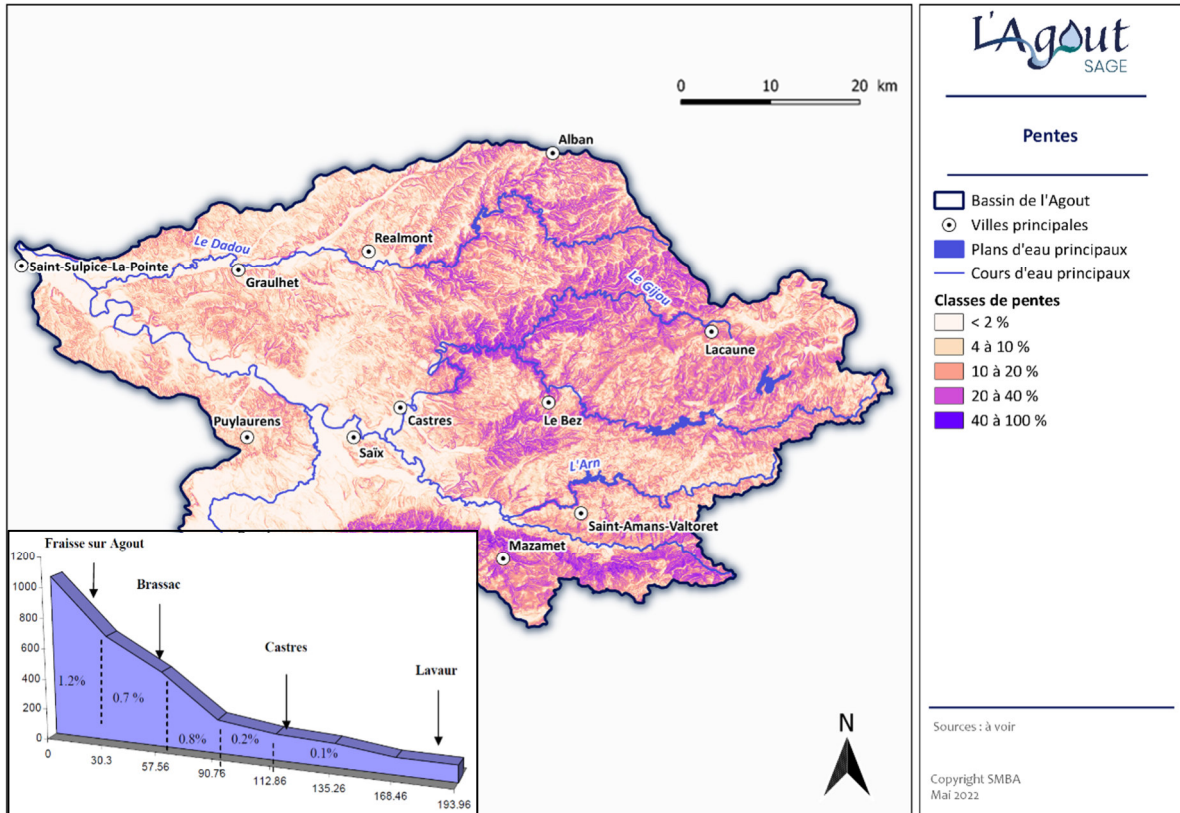 0 10 20 km
Alban
Le Dadou
Realmont
Saint-Sulpice-La-Pointe
Graulhet
Le Gijou
Lacaune
Castres
Le Bez
Puylaurens
Saïx
L'Arn
Saint-Amans-Valtoret
Mazamet
Fraisse sur Agout
Brassac
Castres
Lavaur
1200
1000
800
600
400
200
0
1.2%
0.7 %
0.8%
0.2%
0.1%
0
30.3
57.56
90.76
112.86
135.26
168.46
193.96
N
L'Agout
SAGE
Pentes
Bassin de l'Agout
Villes principales
Plans d'eau principaux
Cours d'eau principaux
Classes de pentes
< 2 %
4 à 10 %
10 à 20 %
20 à 40 %
40 à 100 %
Sources : à voir
Copyright SMBA
Mai 2022